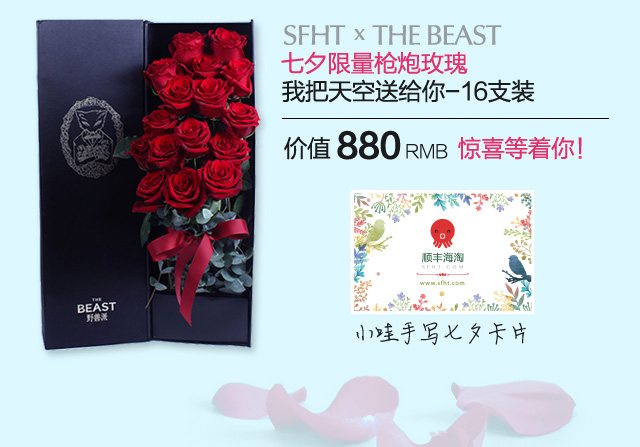 SFHT x THE BEAST
七夕限量枪炮玫瑰
我把天空送给你-16支装
价值 880 RMB 惊喜等着你!
顺丰海淘
SFHT.COM
www.sfht.com
小哇手写七夕卡片
THE
BEAST
野兽派